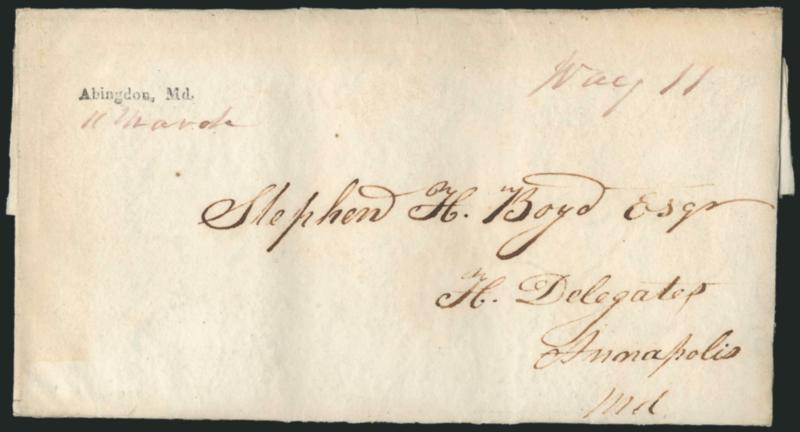 Abingdon, Md.
11 March
Way 11
Stephen H. Boyd Esqr
H. Delegates
Annapolis
Md